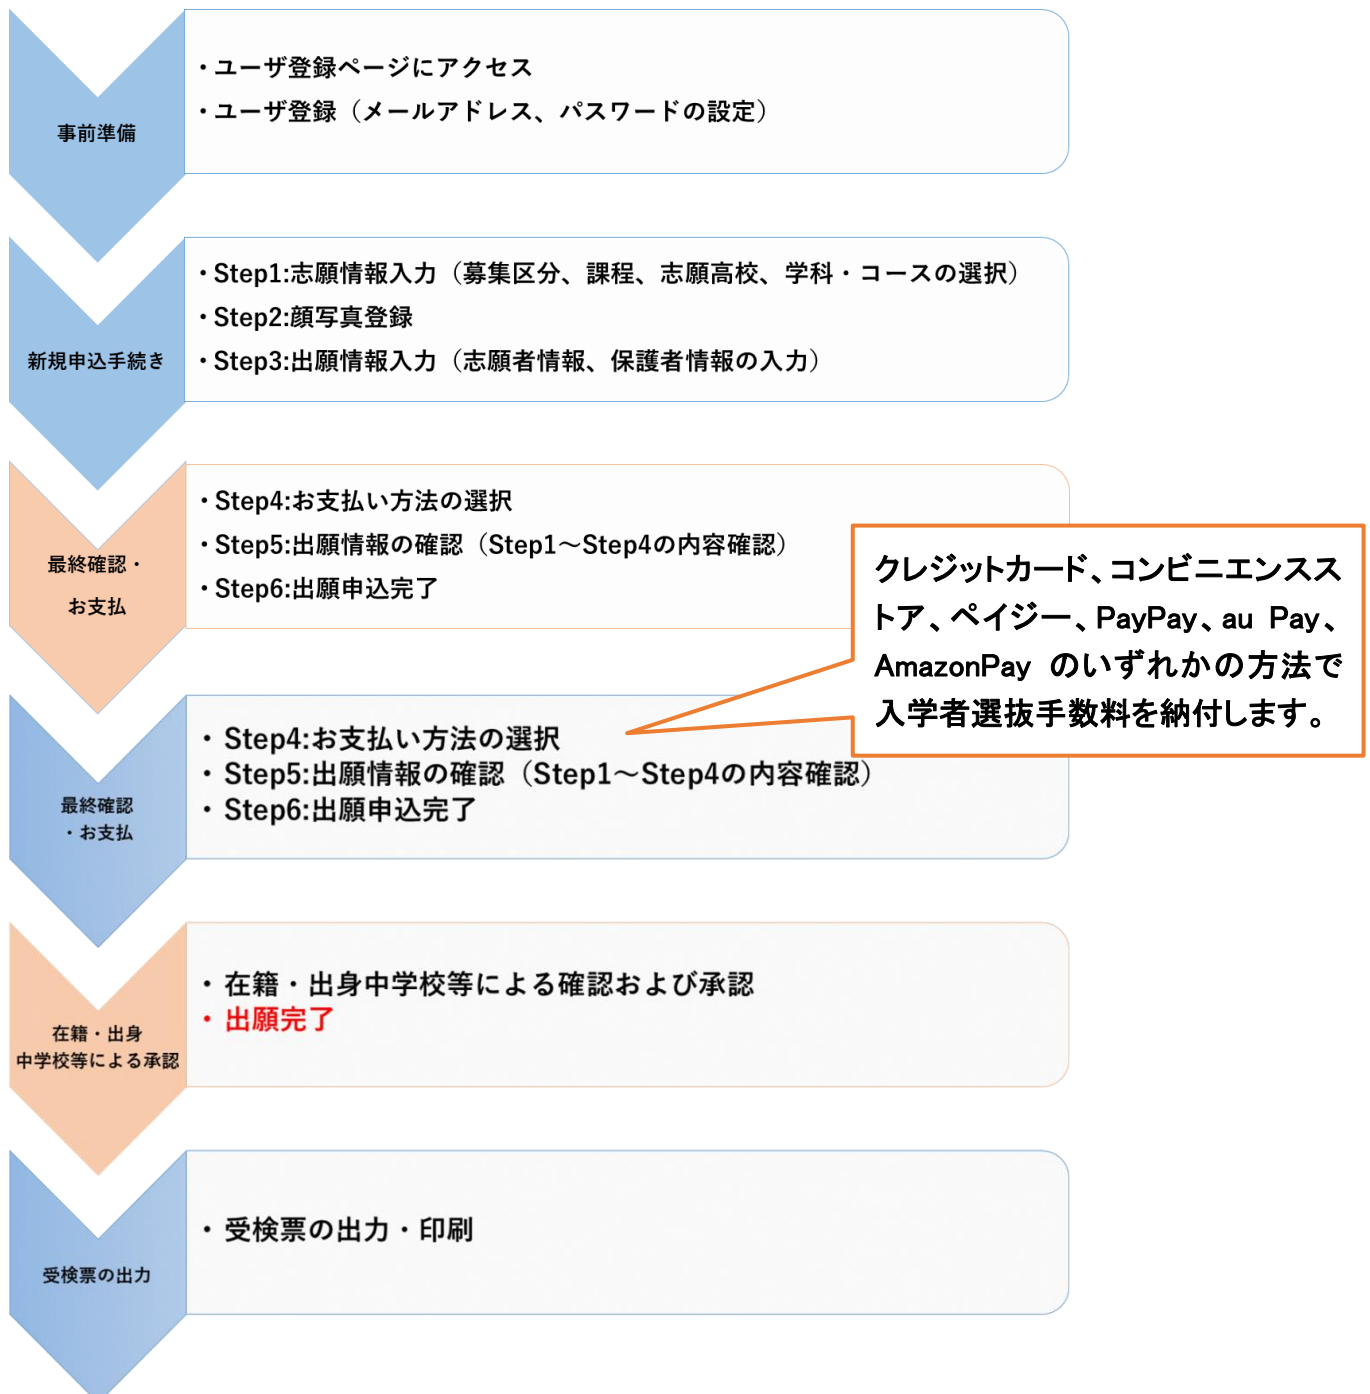 事前準備
・ユーザ登録ページにアクセス
・ユーザ登録（メールアドレス、パスワードの設定）
新規申込手続き
・Step1:志願情報入力（募集区分、課程、志願高校、学科・コースの選択）
・Step2:顔写真登録
・Step3:出願情報入力（志願者情報、保護者情報の入力）
最終確認・
お支払
・Step4:お支払い方法の選択
・Step5:出願情報の確認（Step1～Step4の内容確認）
・Step6:出願申込完了
クレジットカード、コンビニエンスス
トア、ペイジー、PayPay、au Pay、
AmazonPay のいずれかの方法で
入学者選抜手数料を納付します。
最終確認
・お支払
・Step4:お支払い方法の選択
・Step5:出願情報の確認（Step1～Step4の内容確認）
・Step6:出願申込完了
在籍・出身
中学校等による承認
・在籍・出身中学校等による確認および承認
・出願完了
受検票の出力
・受検票の出力・印刷